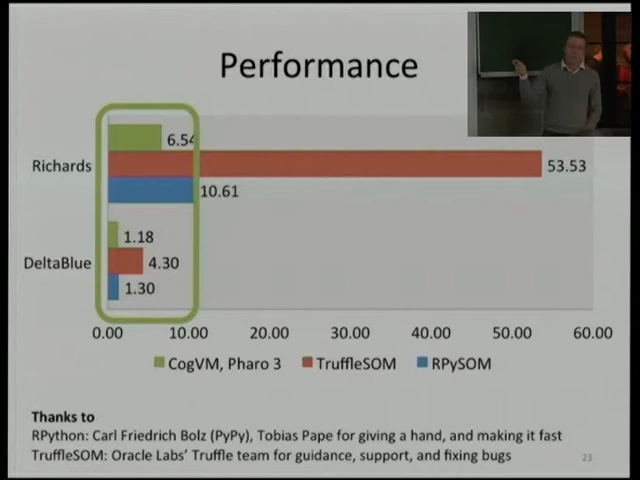 Performance
Richards
6.54
53.53
10.61
DeltaBlue
1.18
4.30
1.30
0.00 10.00 20.00 30.00 40.00 50.00 60.00
CogVM, Pharo 3 TruffleSOM RPySOM
Thanks to
RPython: Carl Friedrich Bolz (PyPy), Tobias Pape for giving a hand, and making it fast
TruffleSOM: Oracle Labs' Truffle team for guidance, support, and fixing bugs
23